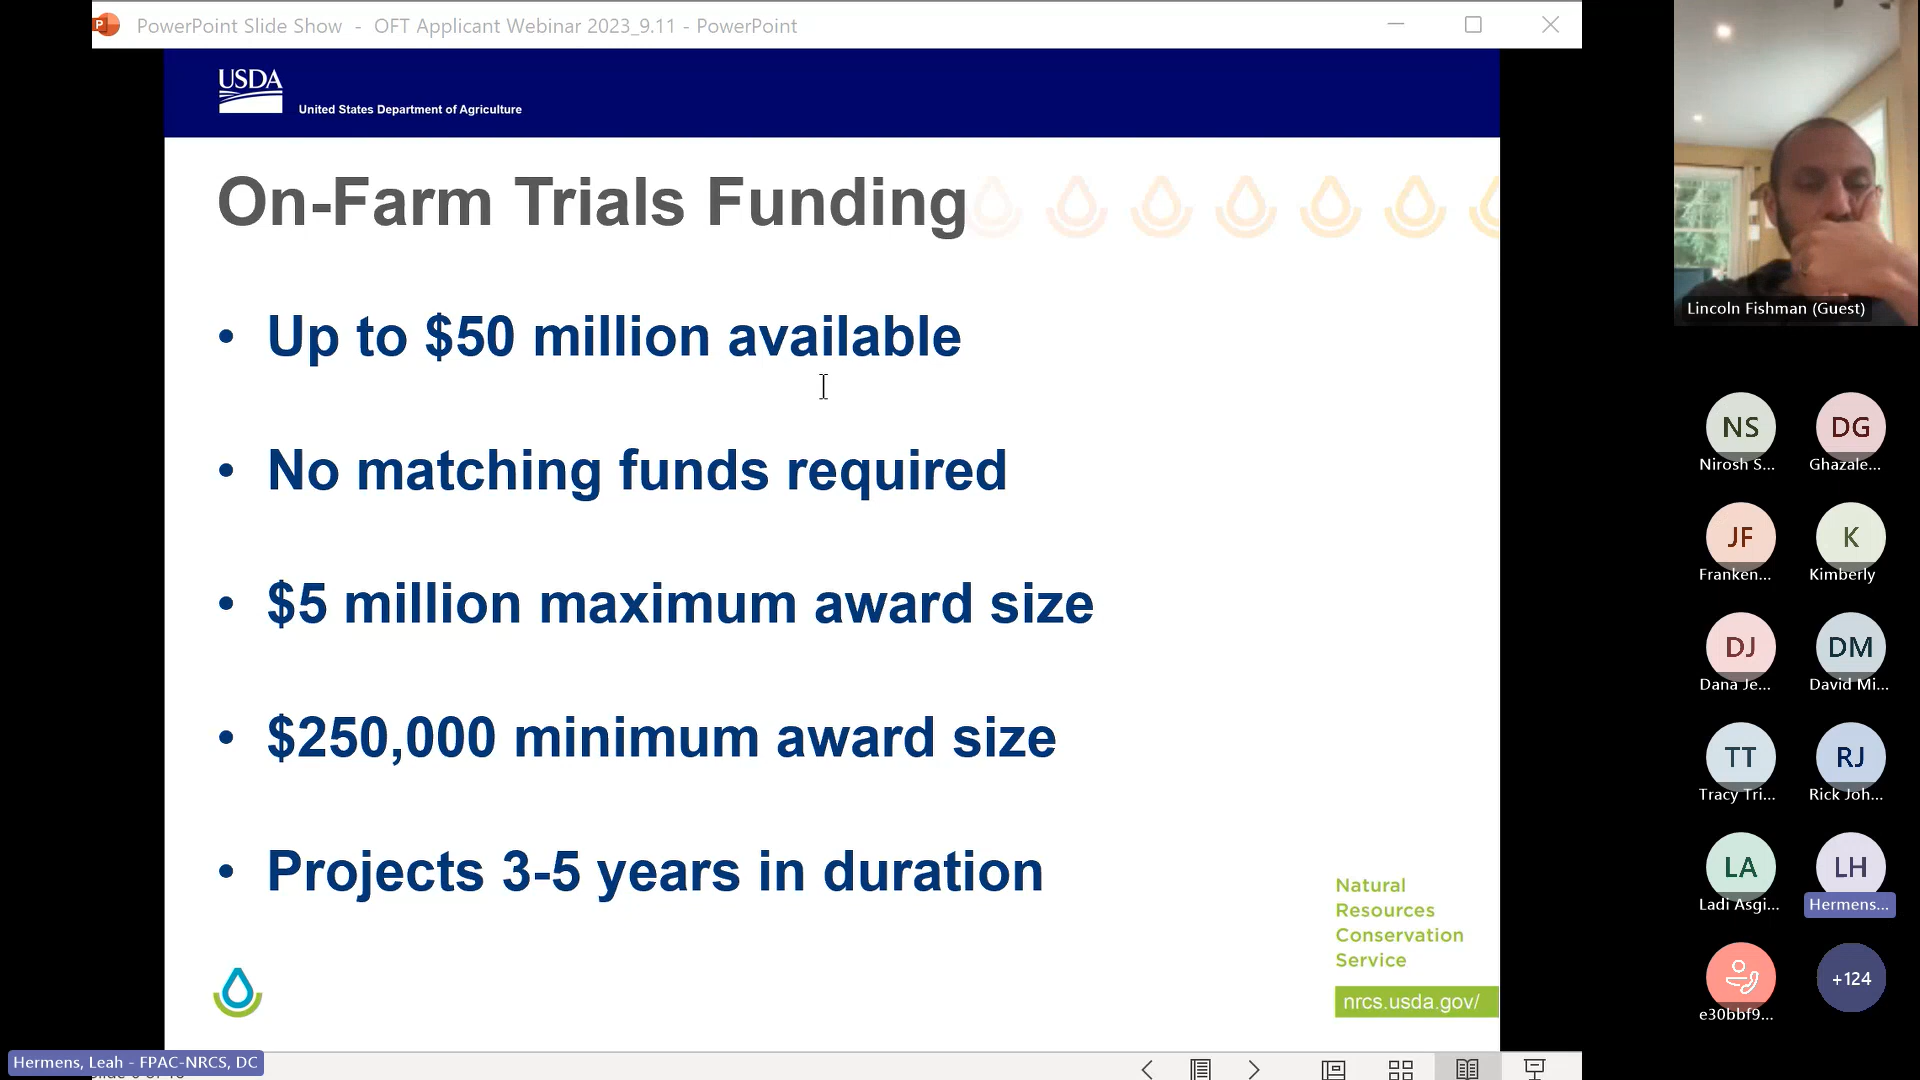 PowerPoint Slide Show - OFT Applicant Webinar 2023_9.11 - PowerPoint
USDA
United States Department of Agriculture
On-Farm Trials Funding
• Up to $50 million available
• No matching funds required
• $5 million maximum award size
• $250,000 minimum award size
• Projects 3-5 years in duration
Natural
Resources
Conservation
Service
nrcs.usda.gov/
Hermens, Leah - FPAC-NRCS, DC
Lincoln Fishman (Guest)
NS
Nirosh S...
DG
Ghazale...
JF
Franken...
K
Kimberly
DJ
Dana Je...
DM
David Mi...
TT
Tracy Tri...
RJ
Rick Joh...
LA
Ladi Asgi...
LH
Hermens...
e30bbf9...
+124